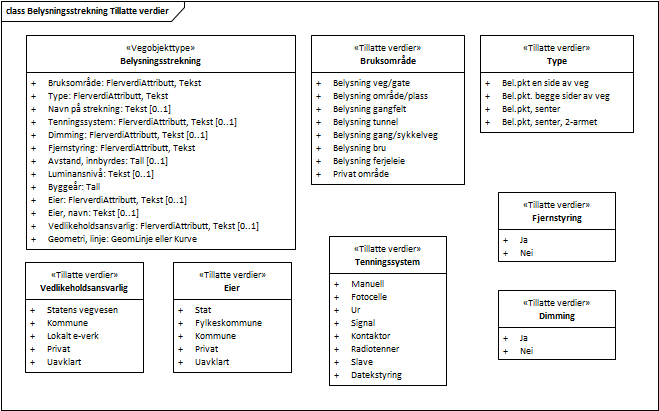 class Belysningsstrekning Tillatte verdier
«Vegobjekttype»
Belysningsstrekning
+ Bruksområde: FlerverdiAttributt, Tekst
+ Type: FlerverdiAttributt, Tekst
+ Navn på strekning: Tekst [0..1]
+ Tenningssystem: FlerverdiAttributt, Tekst [0..1]
+ Dimming: FlerverdiAttributt, Tekst [0..1]
+ Fjernstyring: FlerverdiAttributt, Tekst
+ Avstand, innbyrdes: Tall [0..1]
+ Luminansnivå: Tekst [0..1]
+ Byggeår: Tall
+ Eier: FlerverdiAttributt, Tekst [0..1]
+ Eier, navn: Tekst [0..1]
+ Vedlikeholdsansvarlig: FlerverdiAttributt, Tekst [0..1]
+ Geometri, linje: GeomLinje eller Kurve
«Tillatte verdier»
Bruksområde
+ Belysning veg/gate
+ Belysning område/plass
+ Belysning gangfelt
+ Belysning tunnel
+ Belysning gang/sykkelveg
+ Belysning bru
+ Belysning ferjeleie
+ Privat område
«Tillatte verdier»
Type
+ Bel.pkt en side av veg
+ Bel.pkt. begge sider av veg
+ Bel.pkt, senter
+ Bel.pkt, senter, 2-armet
«Tillatte verdier»
Fjernstyring
+ Ja
+ Nei
«Tillatte verdier»
Vedlikeholdsansvarlig
+ Statens vegvesen
+ Kommune
+ Lokalt e-verk
+ Privat
+ Uavklart
«Tillatte verdier»
Eier
+ Stat
+ Fylkeskommune
+ Kommune
+ Privat
+ Uavklart
«Tillatte verdier»
Tenningssystem
+ Manuell
+ Fotocelle
+ Ur
+ Signal
+ Kontaktor
+ Radiotenner
+ Slave
+ Datekstyring
«Tillatte verdier»
Dimming
+ Ja
+ Nei